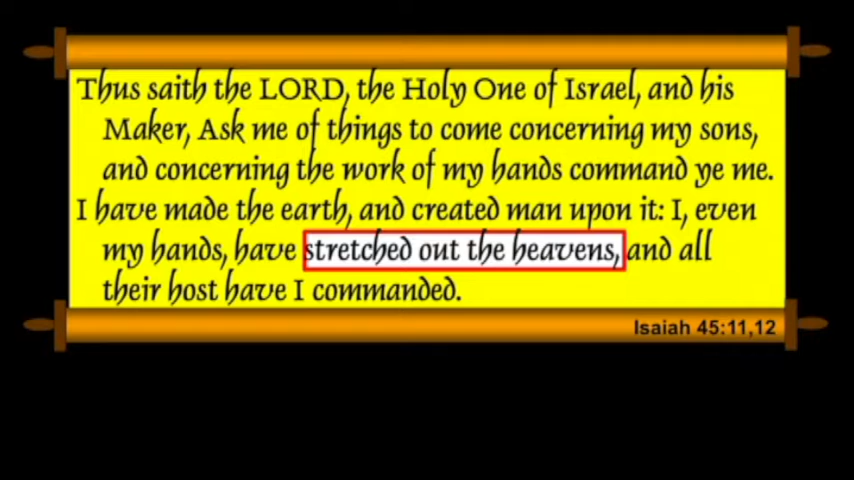 Thus saith the LORD, the Holy One of Israel, and his
Maker, Ask me of things to come concerning my sons,
and concerning the work of my hands command ye me.
I have made the earth, and created man upon it: I, even
my hands, have stretched out the heavens, and all
their host have I commanded.
Isaiah 45:11,12